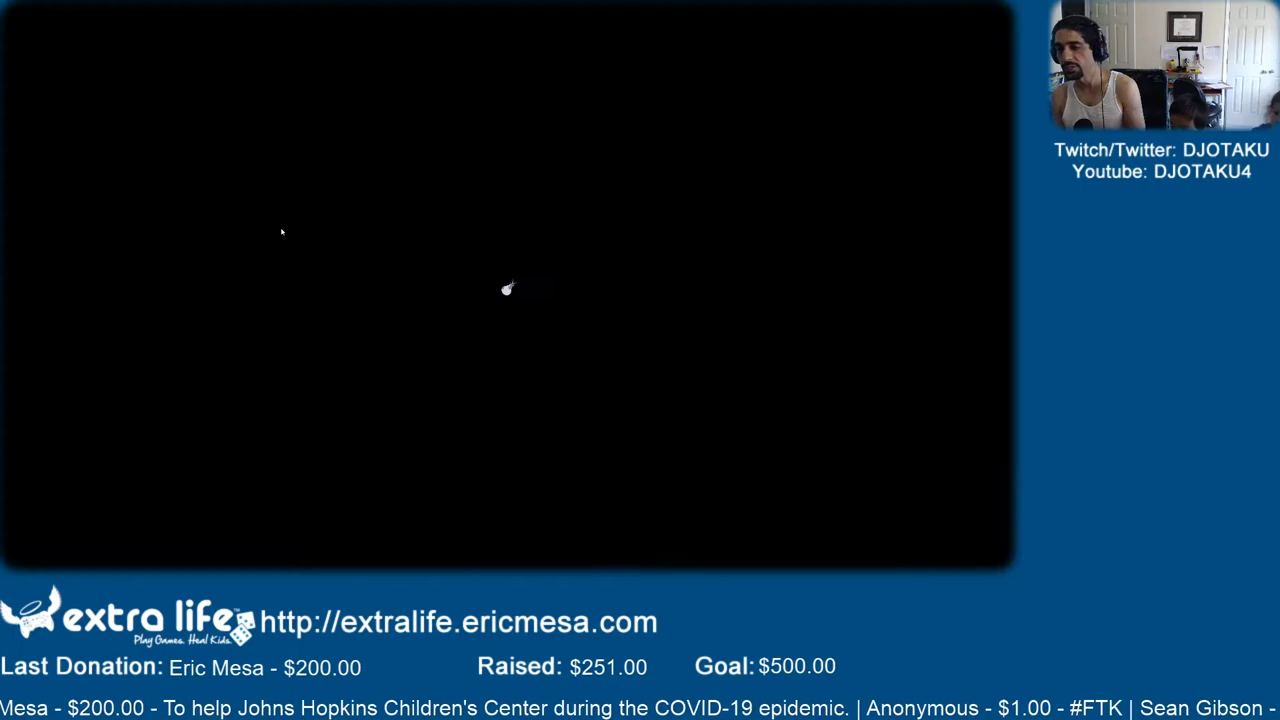 Twitch/Twitter: DJOTAKU
Youtube: DJOTAKU4
extra life
Play Games. Heal Kids.
http://extralife.ericmesa.com
Last Donation: Eric Mesa - $200.00
Raised: $251.00
Goal: $500.00
Mesa - $200.00 - To help Johns Hopkins Children's Center during the COVID-19 epidemic. | Anonymous - $1.00 - #FTK | Sean Gibson -